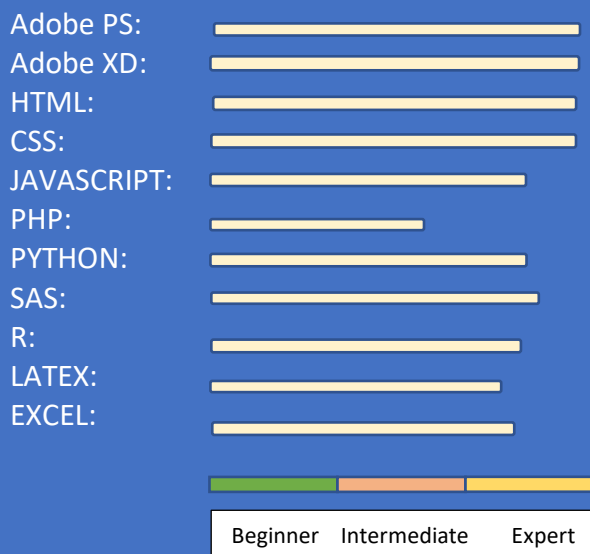 Adobe PS:
Adobe XD:
HTML:
CSS:
JAVASCRIPT:
PHP:
PYTHON:
SAS:
R:
LATEX:
EXCEL:
Beginner Intermediate Expert